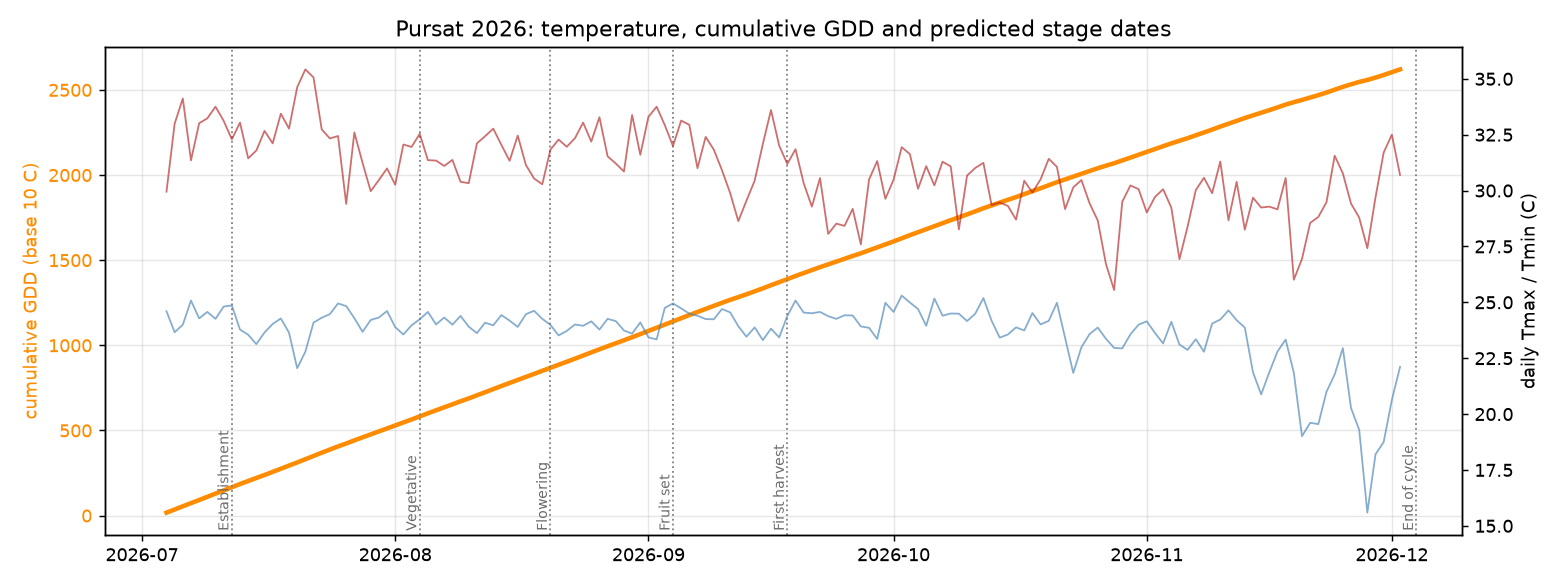 Pursat 2026: temperature, cumulative GDD and predicted stage dates
cumulative GDD (base 10 C)
2500
2000
1500
1000
500
0
35.0
32.5
30.0
27.5
25.0
22.5
20.0
17.5
15.0
daily Tmax / Tmin (C)
Establishment
Vegetative
Flowering
Fruit set
First harvest
End of cycle
2026-07
2026-08
2026-09
2026-10
2026-11
2026-12